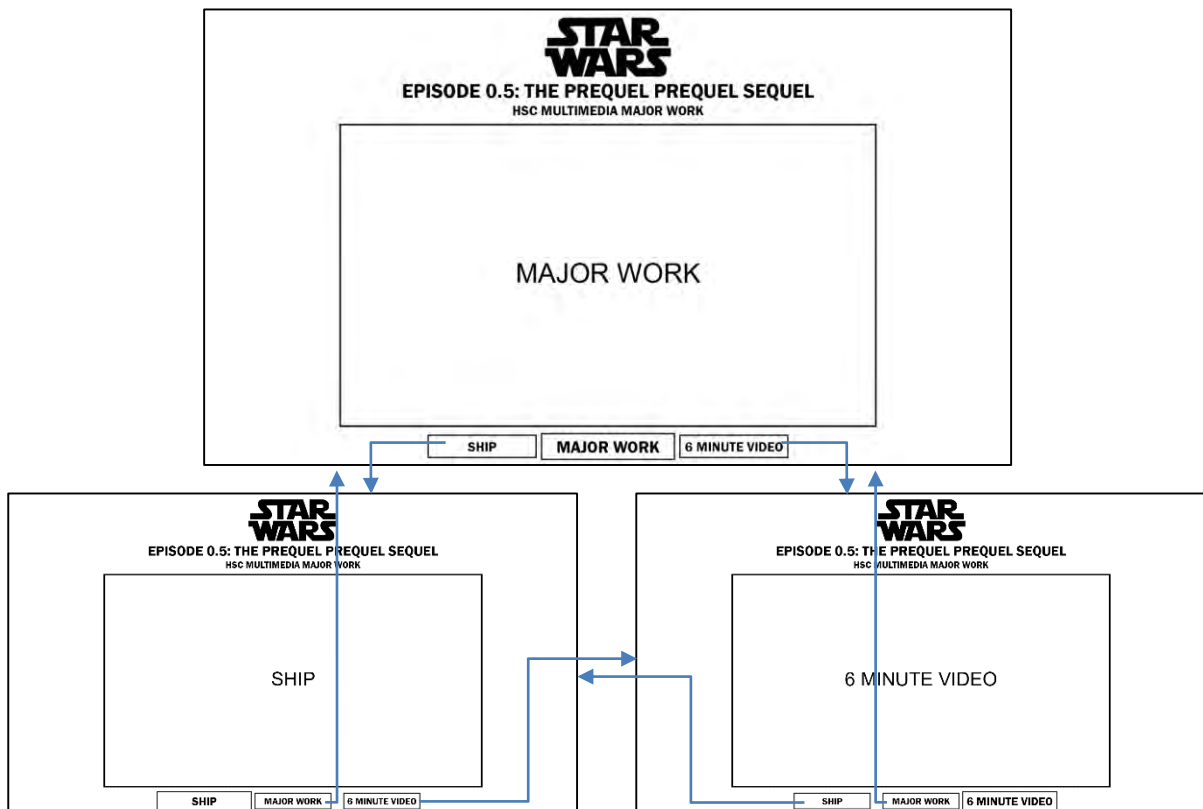 STAR
WARS
EPISODE 0.5: THE PREQUEL PREQUEL SEQUEL
HSC MULTIMEDIA MAJOR WORK
MAJOR WORK
SHIP MAJOR WORK 6 MINUTE VIDEO
STAR
WARS
EPISODE 0.5: THE PREQUEL PREQUEL SEQUEL
HSC MULTIMEDIA MAJOR WORK
SHIP
SHIP MAJOR WORK 6 MINUTE VIDEO
STAR
WARS
EPISODE 0.5: THE PREQUEL PREQUEL SEQUEL
HSC MULTIMEDIA MAJOR WORK
6 MINUTE VIDEO
SHIP MAJOR WORK 6 MINUTE VIDEO